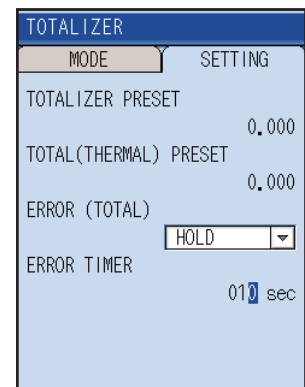 TOTALIZER
MODE SETTING
TOTALIZER PRESET
0.000
TOTAL(THERMAL) PRESET
0.000
ERROR (TOTAL)
HOLD
ERROR TIMER
010 sec